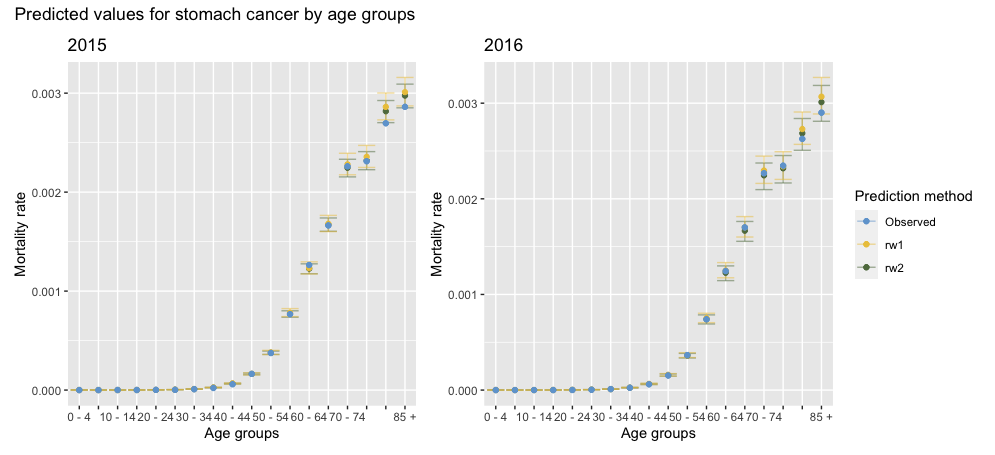 Predicted values for stomach cancer by age groups
2015
2016
Mortality rate
0.003
0.002
0.001
0.000
0 - 4 10 - 14 20 - 24 30 - 34 40 - 44 50 - 54 60 - 64 70 - 74 85 +
Age groups
Mortality rate
0.003
0.002
0.001
0.000
0 - 4 10 - 14 20 - 24 30 - 34 40 - 44 50 - 54 60 - 64 70 - 74 85 +
Age groups
Prediction method
Observed
rw1
rw2